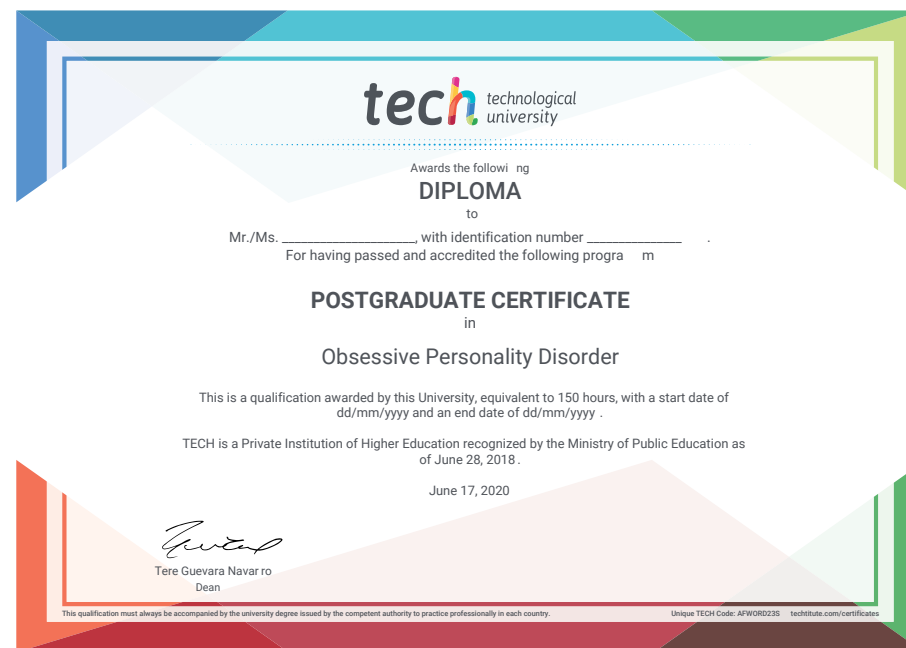 tech technological
university
Awards the followi ng
DIPLOMA
to
Mr./Ms. ___________________, with identification number ______________ .
For having passed and accredited the following progra m
POSTGRADUATE CERTIFICATE
in
Obsessive Personality Disorder
This is a qualification awarded by this University, equivalent to 150 hours, with a start date of
dd/mm/yyyy and an end date of dd/mm/yyyy .
TECH is a Private Institution of Higher Education recognized by the Ministry of Public Education as
of June 28, 2018 .
June 17, 2020
Tere Guevara Navar ro
Dean
This qualification must always be accompanied by the university degree issued by the competent authority to practice professionally in each country. Unique TECH Code: AFWORD23S techtitute.com/certificates